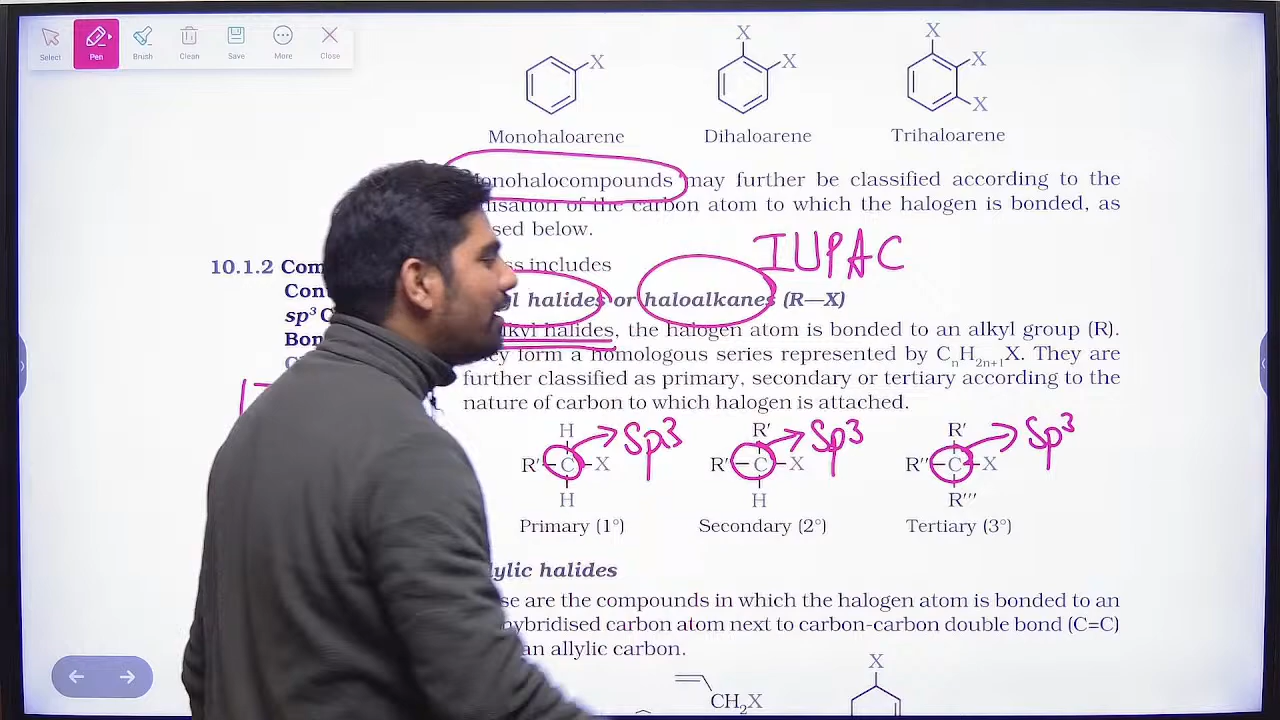 Select Pen Brush Clean Save More Close
X X X X X X
Monohaloarene Dihaloarene Trihaloarene
may further be classified according to the
of the carbon atom to which the halogen is bonded, as
below.
includes
IUPAC
10.1.2
sp³
halides or haloalkanes (R—X)
halides, the halogen atom is bonded to an alkyl group (R).
form a homologous series represented by CₙH₂ₙ₊₁X. They are
further classified as primary, secondary or tertiary according to the
nature of carbon to which halogen is attached.
H R′ R′
R′–C–X R′–C–X R″–C–X
Sp3 Sp3 Sp3
H H R‴
Primary (1°) Secondary (2°) Tertiary (3°)
halides
are the compounds in which the halogen atom is bonded to an
carbon atom next to carbon-carbon double bond (C=C)
an allylic carbon.
X
CH₂X